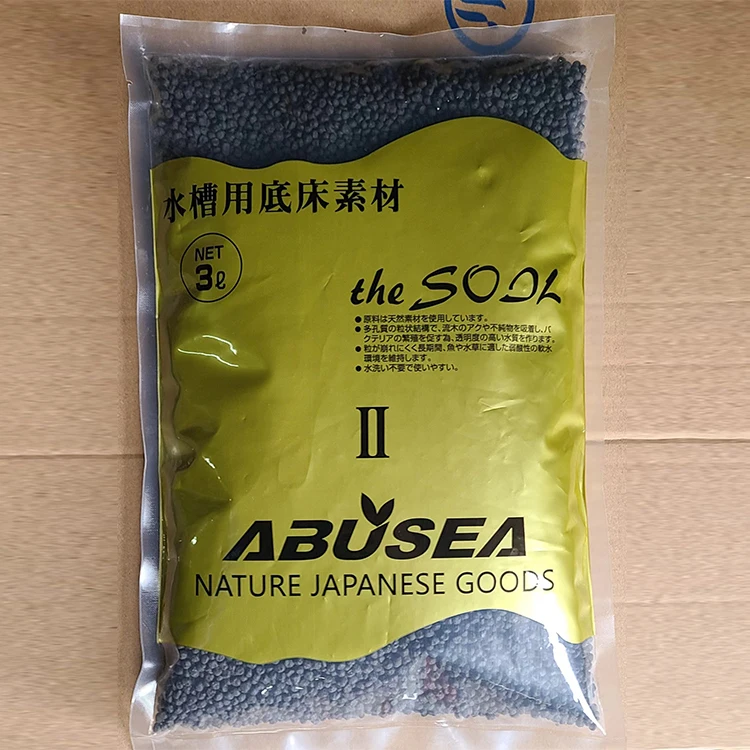 水槽用底床素材
NET
3ℓ
the SOIL
●原料は天然素材を使用しています。
●多孔質の粒状結構で、流木のアクや不純物を吸着し、バ
クテリアの繁殖を促す為、透明度の高い水質を作ります。
●粒が崩れにくく長期間、魚や水草に適した弱酸性の軟水
環境を維持します。
●水洗い不要で使いやすい。
II
ABUSEA
NATURE JAPANESE GOODS